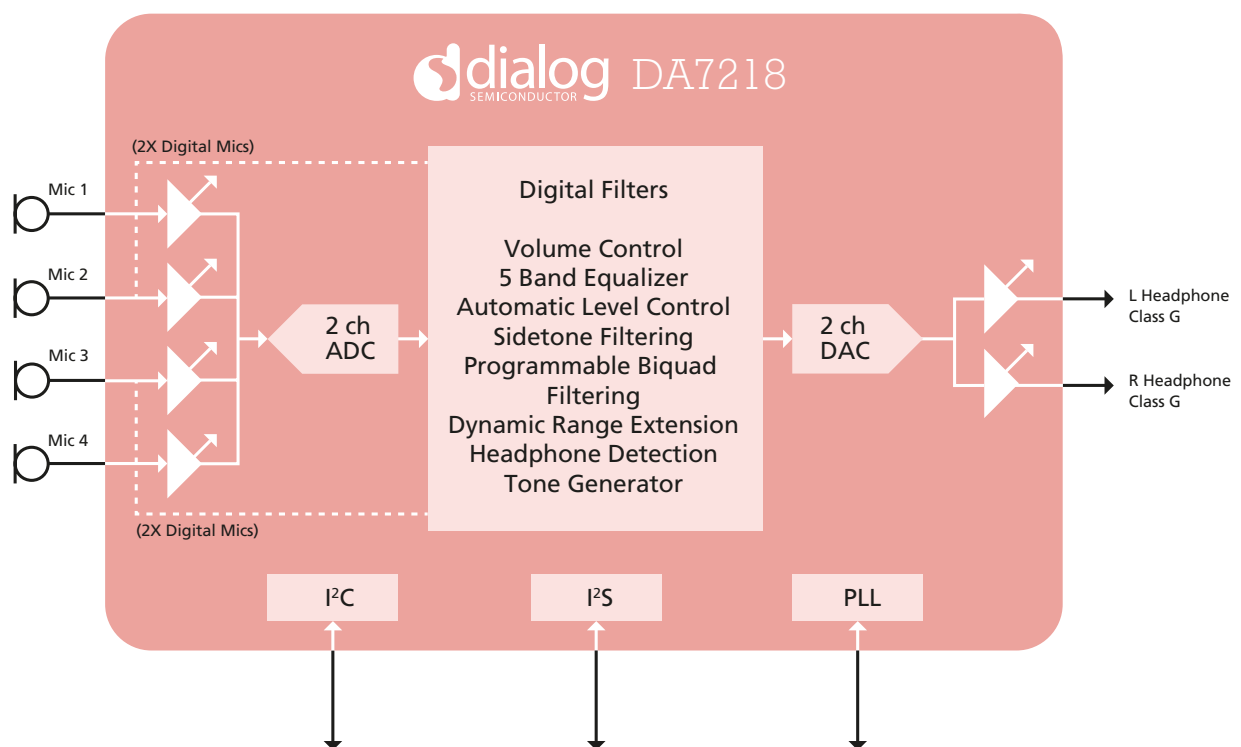 dialog DA7218
SEMICONDUCTOR
(2X Digital Mics)
Mic 1
Mic 2
Mic 3
Mic 4
(2X Digital Mics)
2 ch
ADC
Digital Filters
Volume Control
5 Band Equalizer
Automatic Level Control
Sidetone Filtering
Programmable Biquad
Filtering
Dynamic Range Extension
Headphone Detection
Tone Generator
2 ch
DAC
L Headphone
Class G
R Headphone
Class G
I²C
I²S
PLL